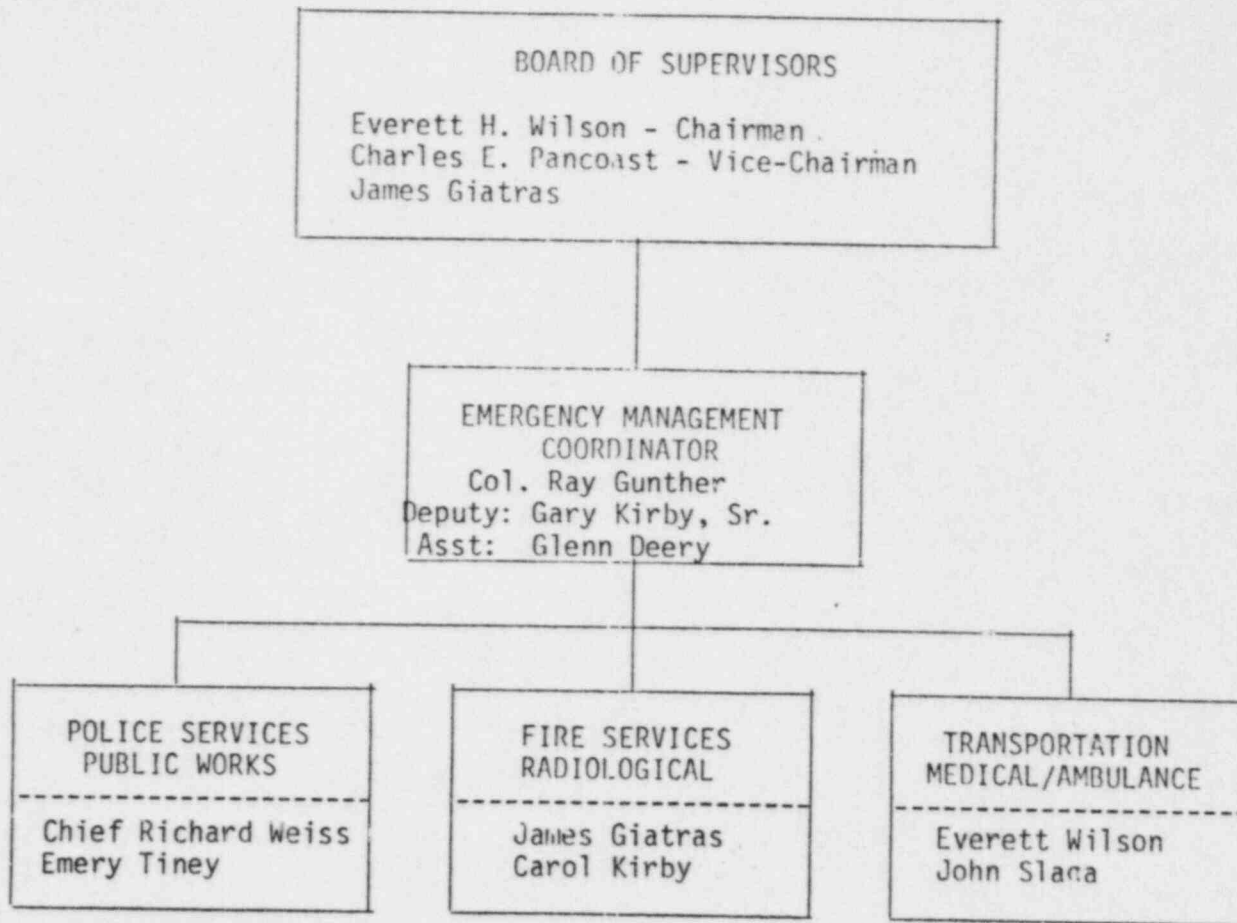 BOARD OF SUPERVISORS
Everett H. Wilson - Chairman
Charles E. Pancoast - Vice-Chairman
James Giatras
EMERGENCY MANAGEMENT
COORDINATOR
Col. Ray Gunther
Deputy: Gary Kirby, Sr.
Asst: Glenn Deery
POLICE SERVICES
PUBLIC WORKS
Chief Richard Weiss
Emery Tiney
FIRE SERVICES
RADIOLOGICAL
James Giatras
Carol Kirby
TRANSPORTATION
MEDICAL/AMBULANCE
Everett Wilson
John